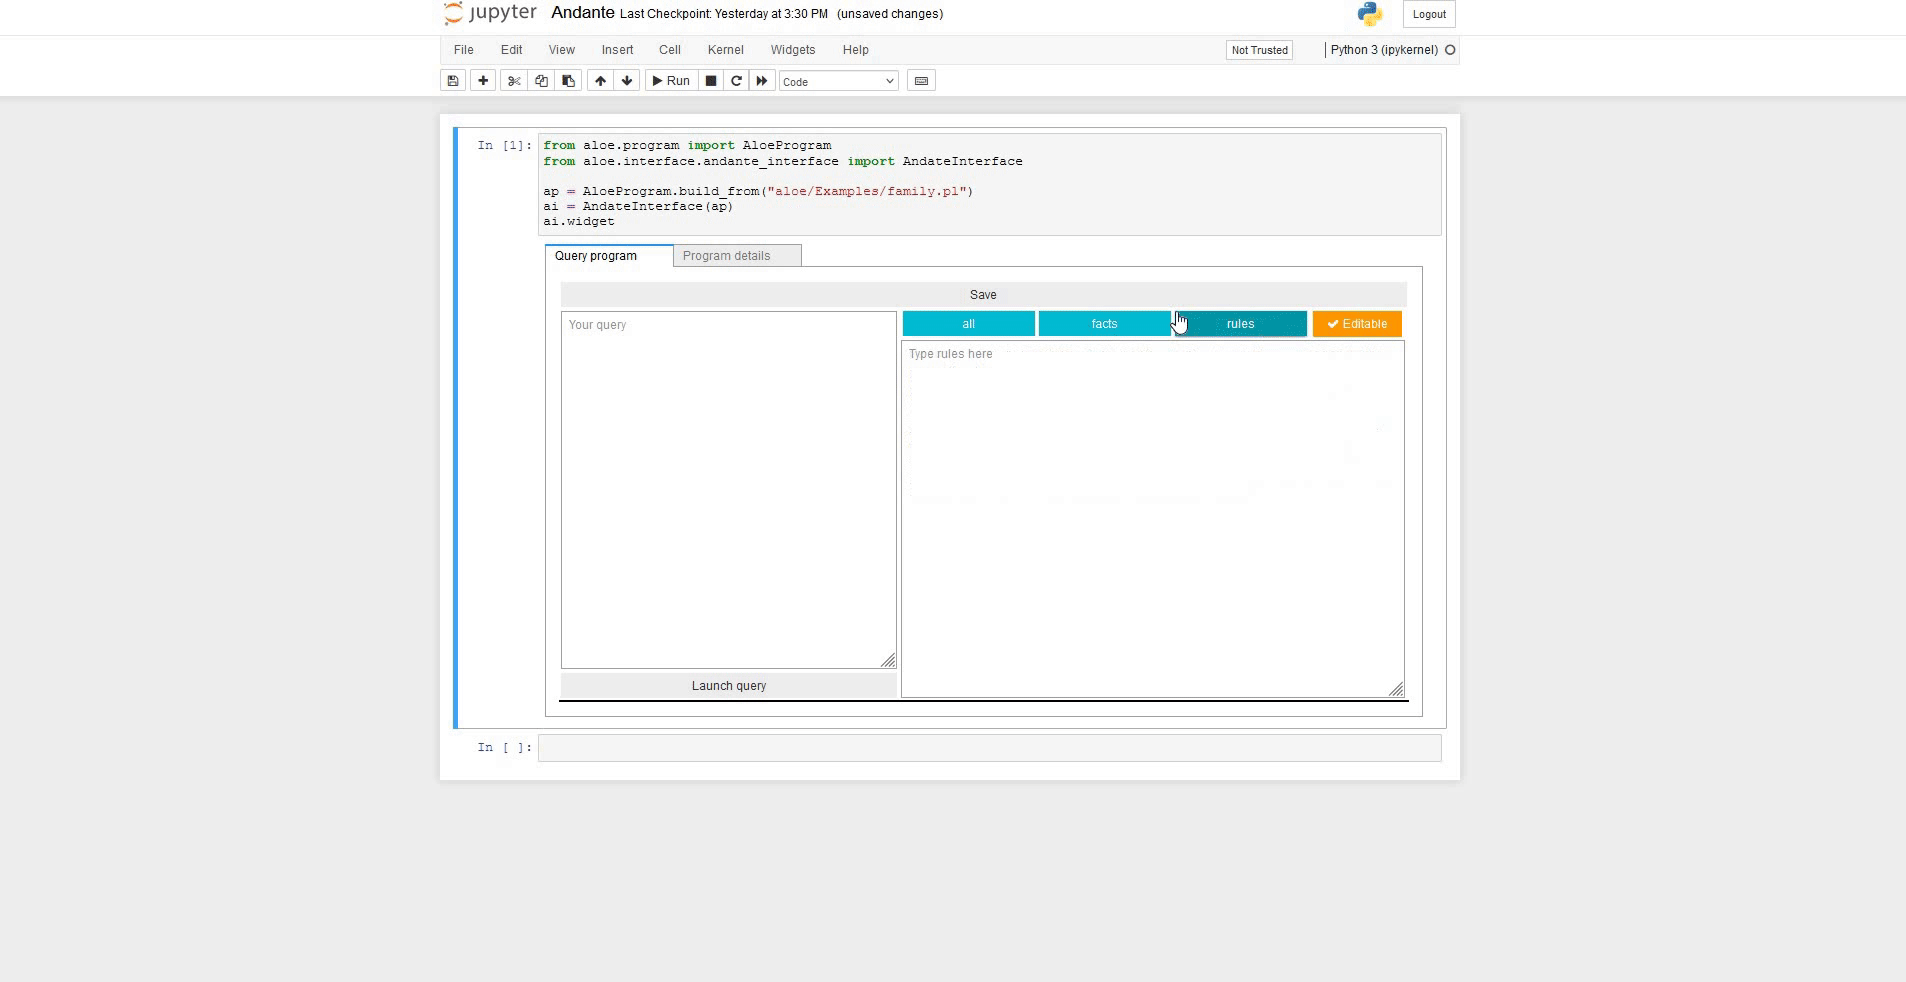 jupyter Andante Last Checkpoint: Yesterday at 3:30 PM (unsaved changes) Logout
File Edit View Insert Cell Kernel Widgets Help Not Trusted Python 3 (ipykernel)
Run Code
In [1]: from aloe.program import AloeProgram
from aloe.interface.andante_interface import AndateInterface
ap = AloeProgram.build_from("aloe/Examples/family.pl")
ai = AndateInterface(ap)
ai.widget
Query program Program details
Save
Your query all facts rules Editable
Type rules here
Launch query
In [ ]: